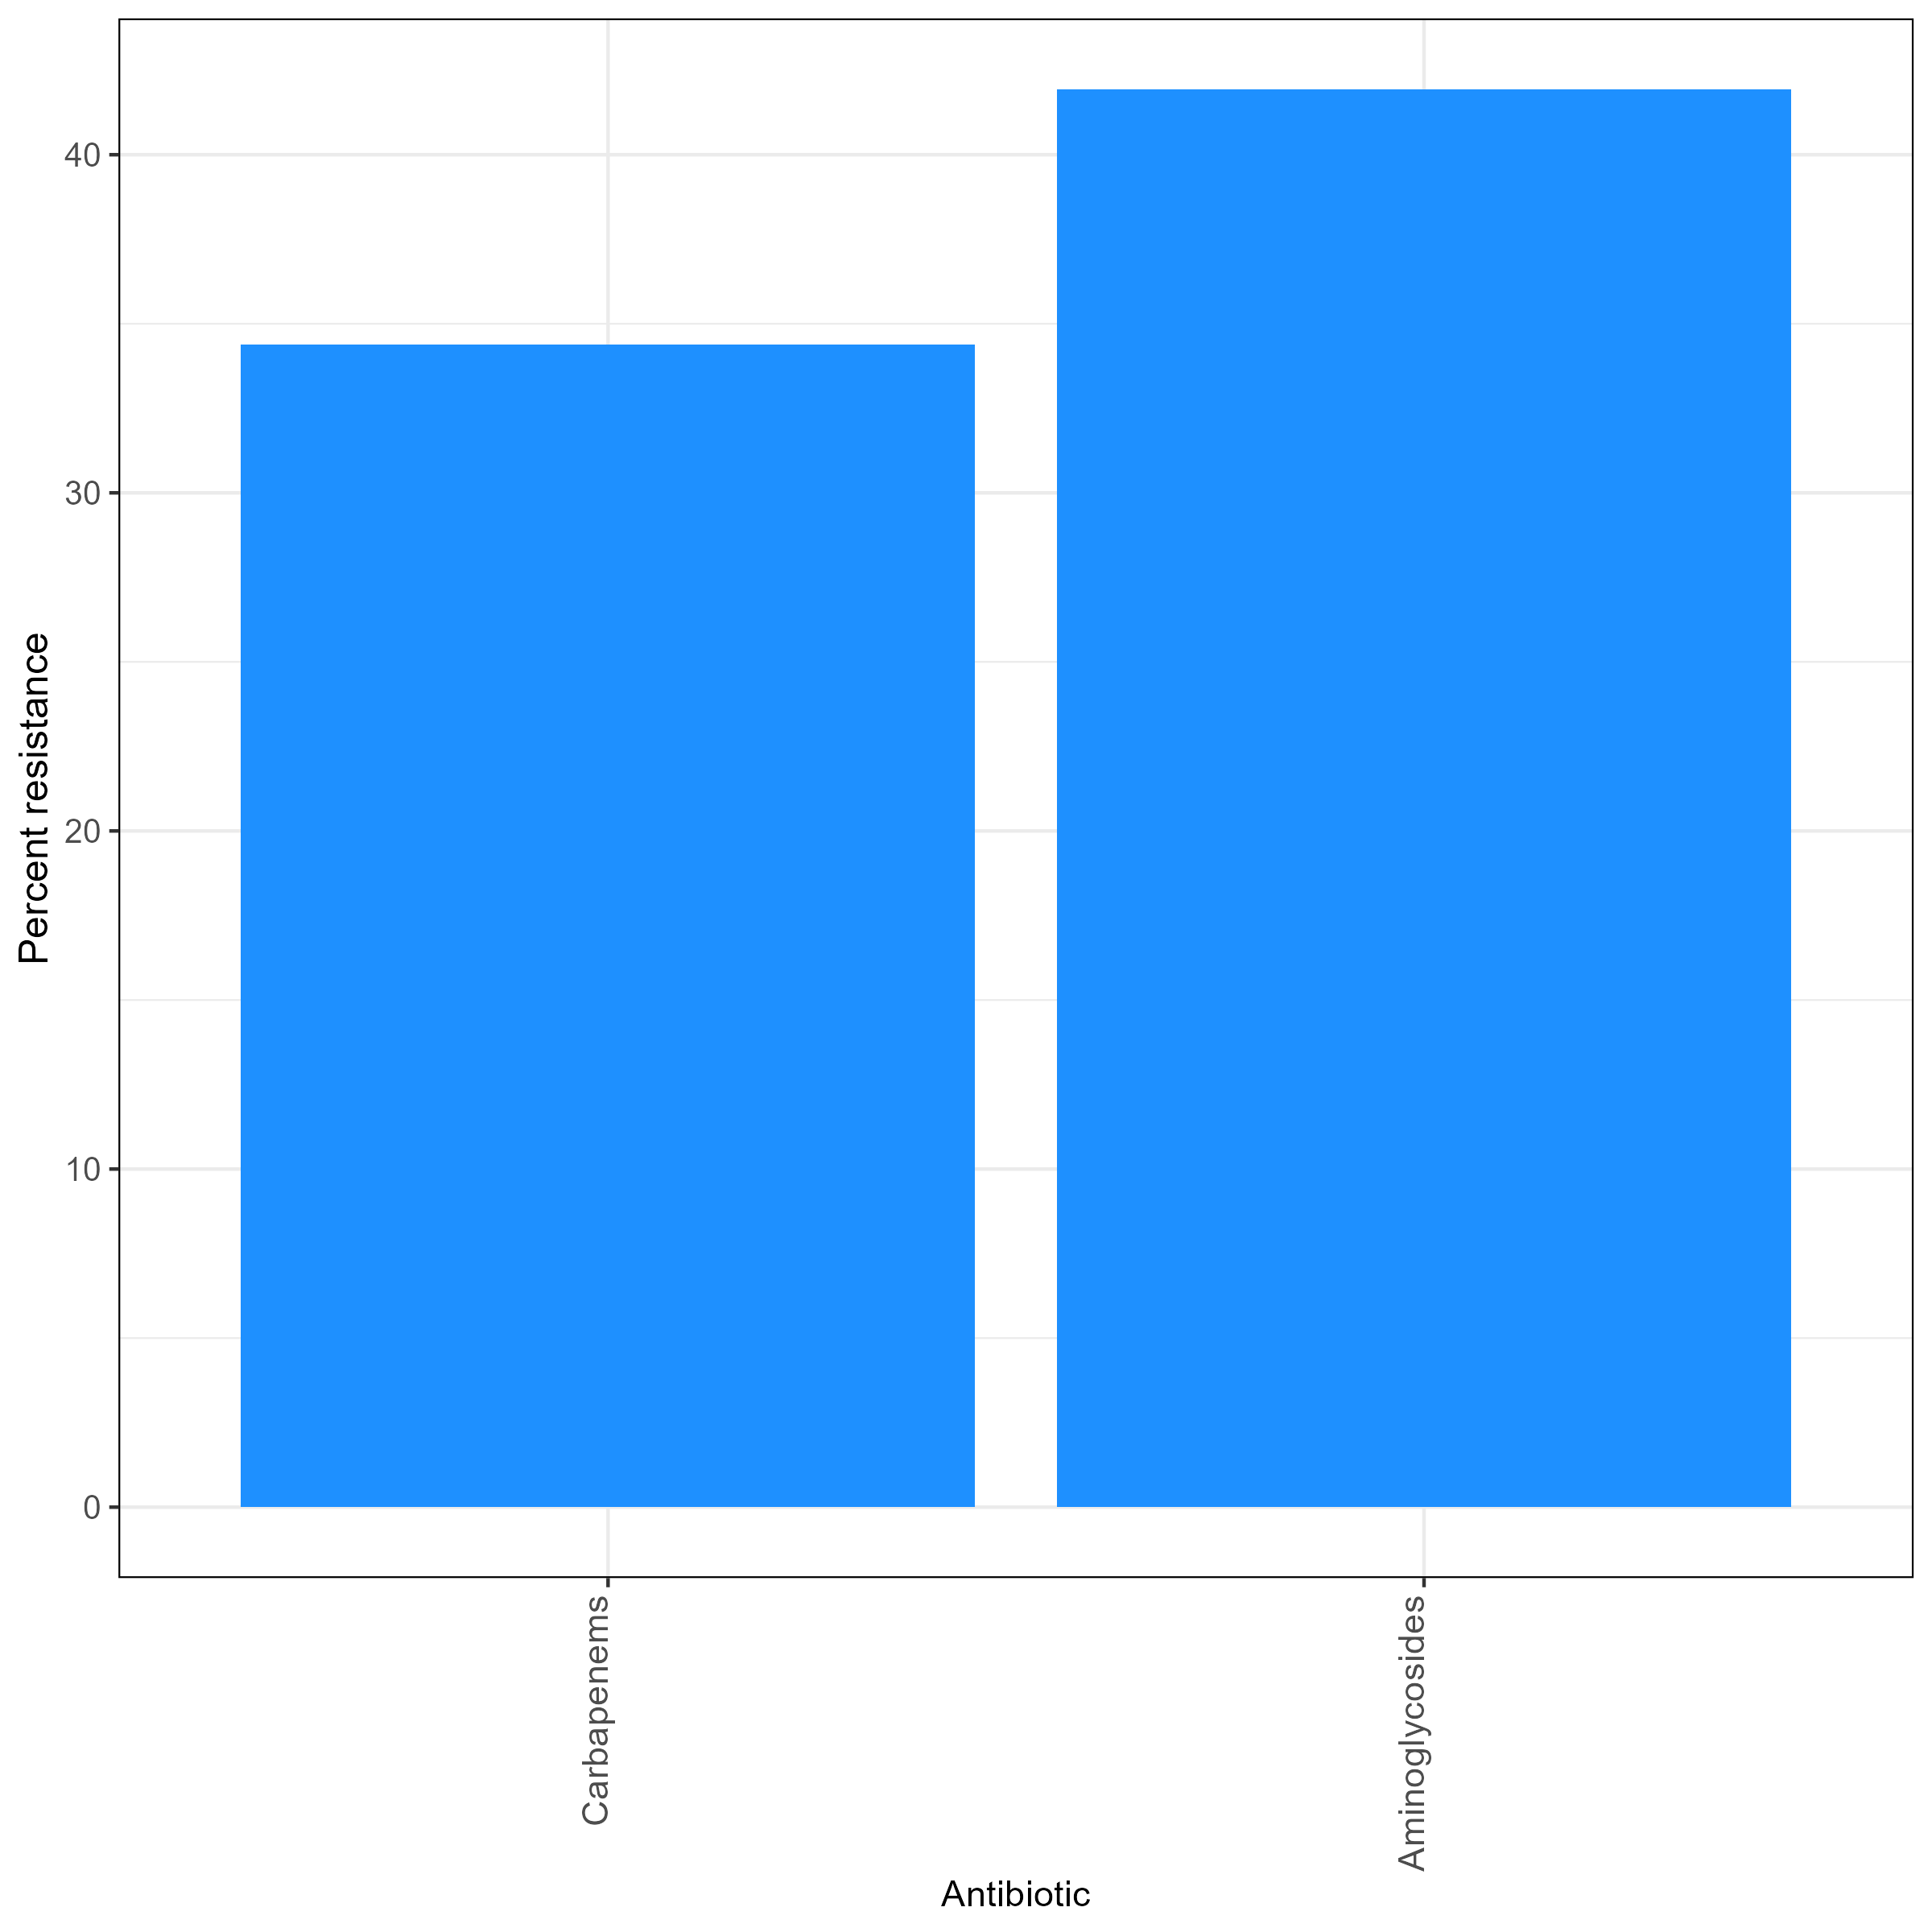 Percent resistance
40
30
20
10
0
Carbapenems
Aminoglycosides
Antibiotic